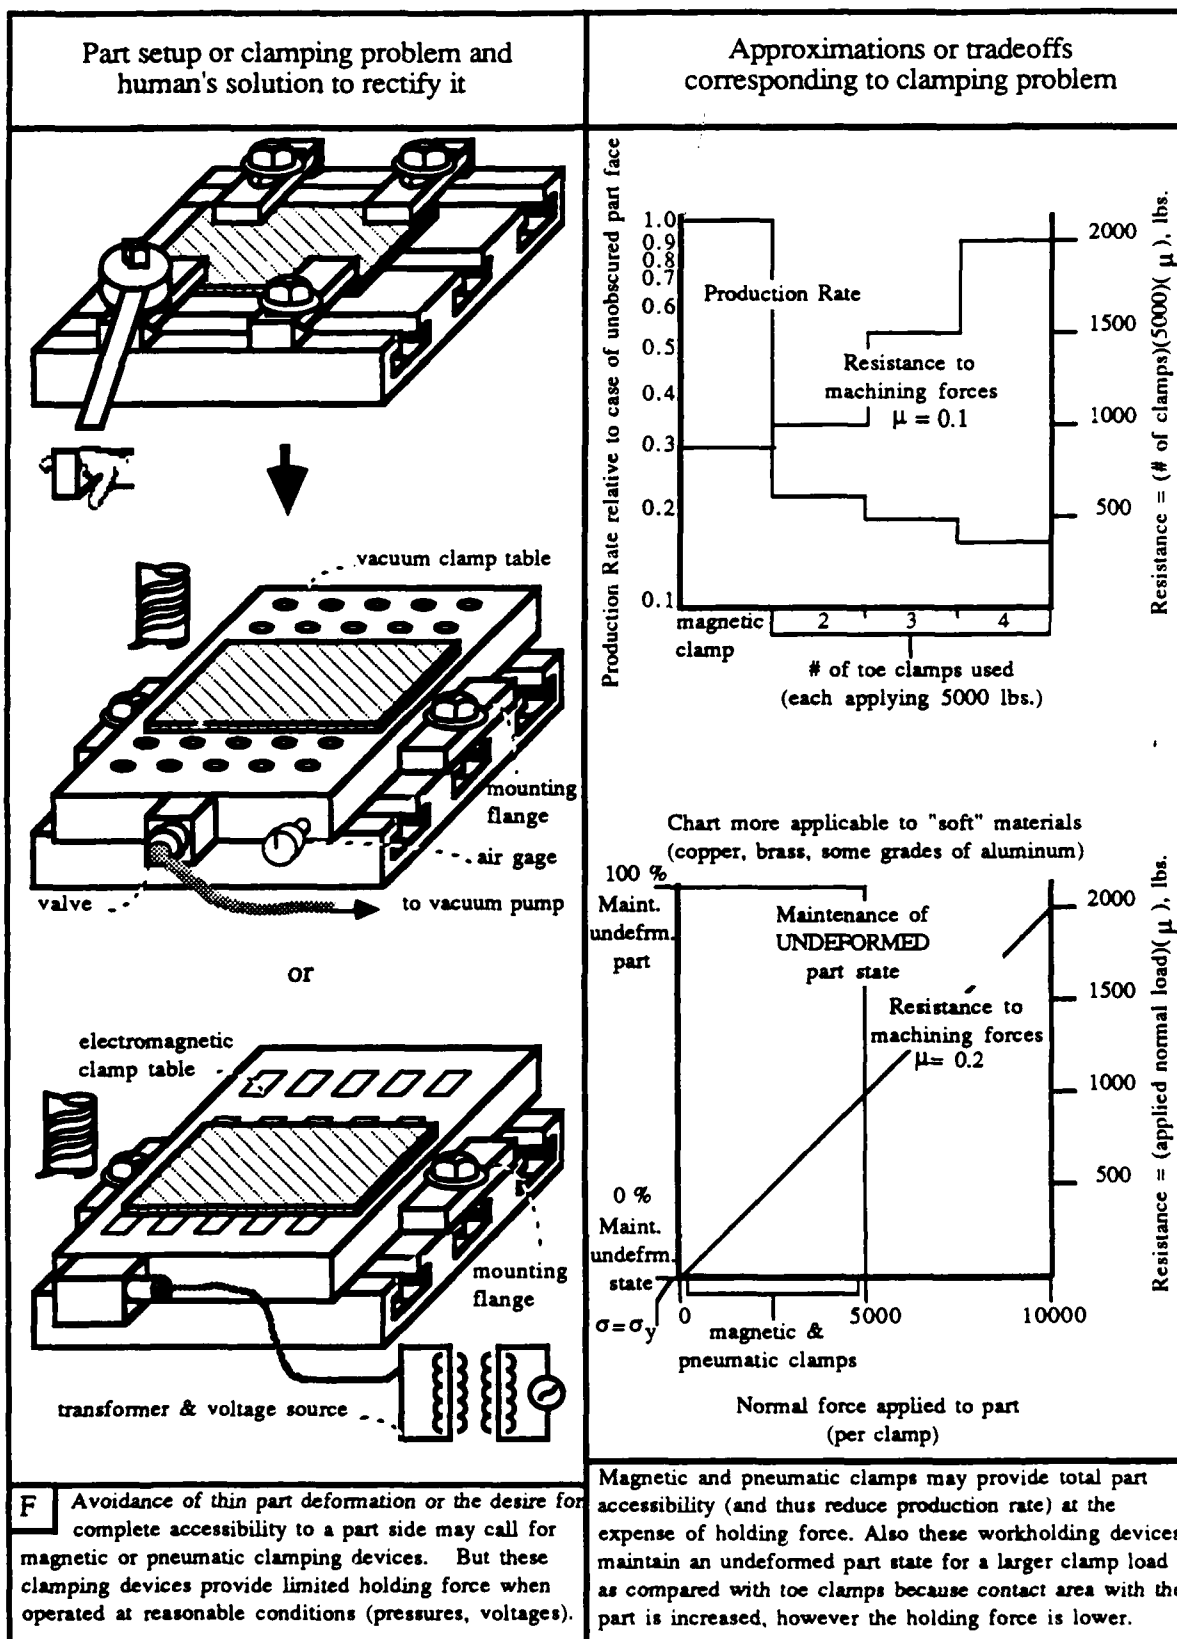 Part setup or clamping problem and
human's solution to rectify it
Approximations or tradeoffs
corresponding to clamping problem
vacuum clamp table
mounting
flange
air gage
valve
to vacuum pump
or
electromagnetic
clamp table
mounting
flange
transformer & voltage source
F Avoidance of thin part deformation or the desire for
complete accessibility to a part side may call for
magnetic or pneumatic clamping devices. But these
clamping devices provide limited holding force when
operated at reasonable conditions (pressures, voltages).
Production Rate relative to case of unobscured part face
1.0
0.9
0.8
0.7
0.6
0.5
0.4
0.3
0.2
0.1
Production Rate
Resistance to
machining forces
μ = 0.1
2000
1500
1000
500
Resistance = (# of clamps)(5000)( μ ), lbs.
magnetic
clamp
2 3 4
# of toe clamps used
(each applying 5000 lbs.)
Chart more applicable to "soft" materials
(copper, brass, some grades of aluminum)
100 %
Maint.
undefrm.
part
Maintenance of
UNDEFORMED
part state
Resistance to
machining forces
μ= 0.2
0 %
Maint.
undefrm.
state
σ=σy
2000
1500
1000
500
Resistance = (applied normal load)( μ ), lbs.
0 5000 10000
magnetic &
pneumatic clamps
Normal force applied to part
(per clamp)
Magnetic and pneumatic clamps may provide total part
accessibility (and thus reduce production rate) at the
expense of holding force. Also these workholding devices
maintain an undeformed part state for a larger clamp load
as compared with toe clamps because contact area with the
part is increased, however the holding force is lower.